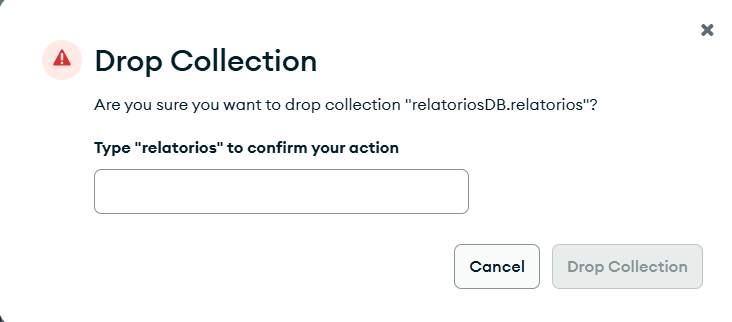 Drop Collection
Are you sure you want to drop collection "relatoriosDB.relatorios"?
Type "relatorios" to confirm your action
Cancel
Drop Collection